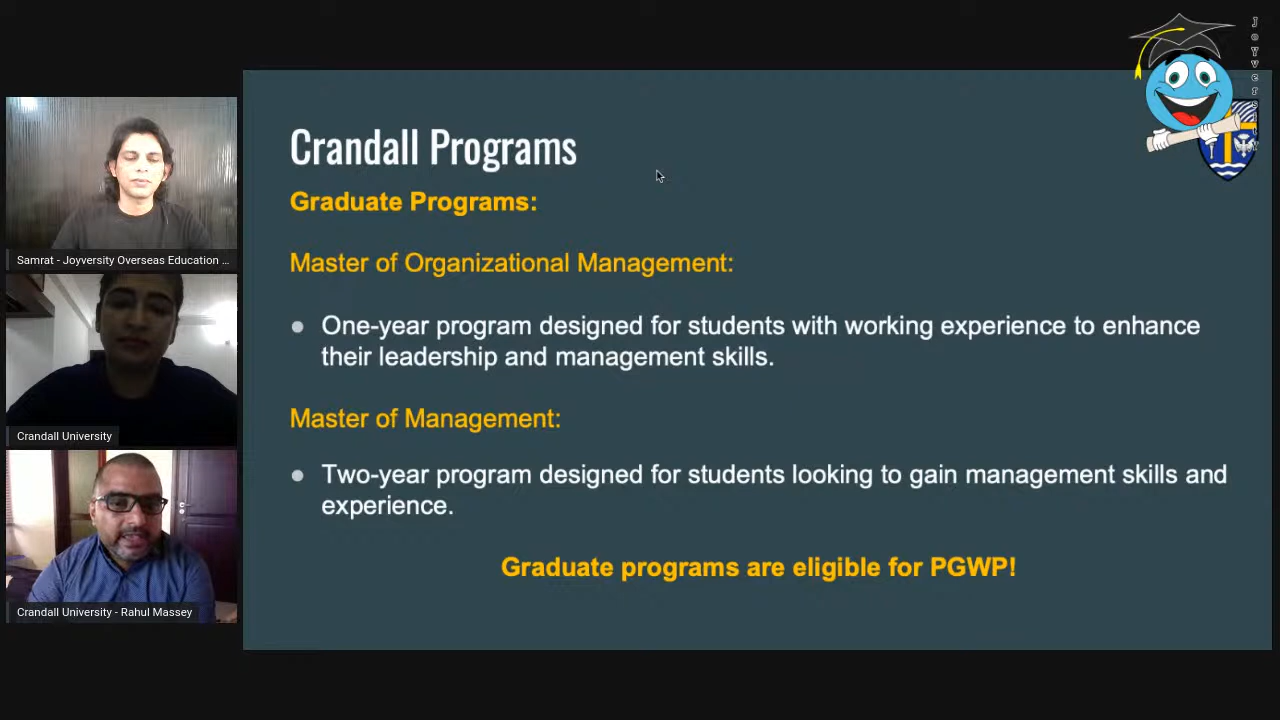 Joyversity
Samrat - Joyversity Overseas Education ...
Crandall University
Crandall University - Rahul Massey
Crandall Programs
Graduate Programs:
Master of Organizational Management:
One-year program designed for students with working experience to enhance
their leadership and management skills.
Master of Management:
Two-year program designed for students looking to gain management skills and
experience.
Graduate programs are eligible for PGWP!